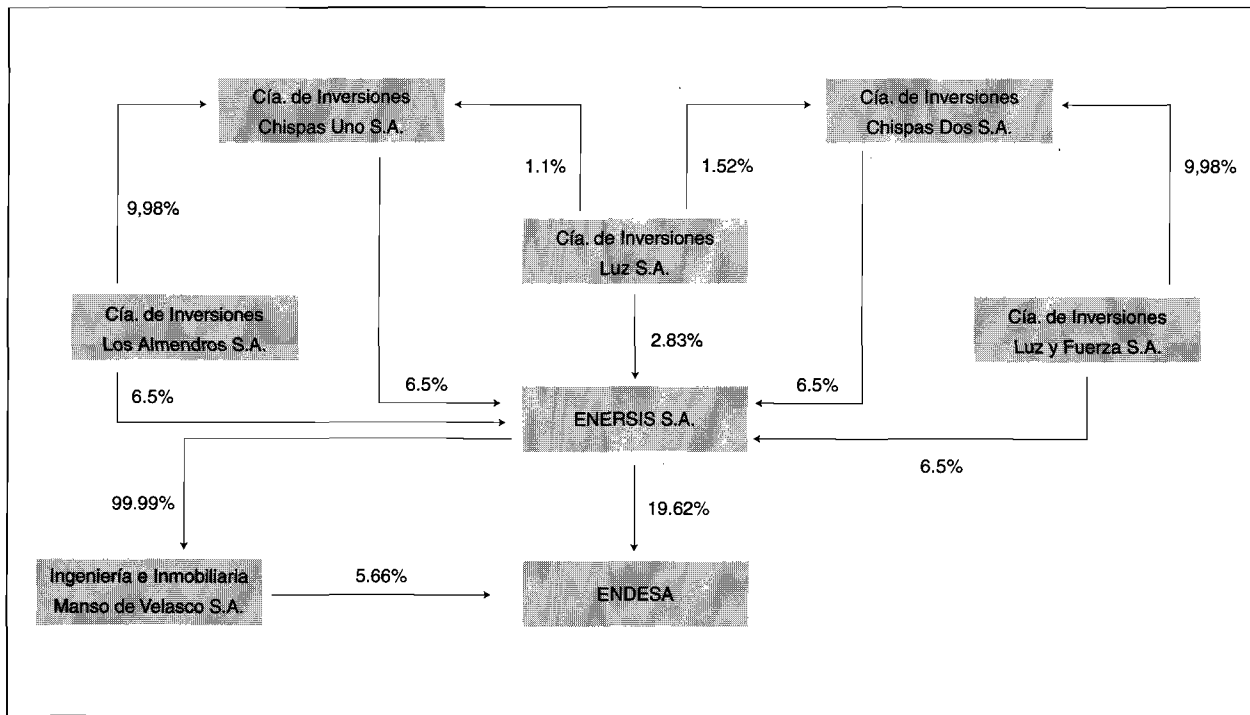 Cía. de Inversiones
Chispas Uno S.A.
Cía. de Inversiones
Chispas Dos S.A.
1.1%
1.52%
9,98%
9,98%
Cía. de Inversiones
Luz S.A.
Cía. de Inversiones
Los Almendros S.A.
Cía. de Inversiones
Luz y Fuerza S.A.
2.83%
6.5%
6.5%
6.5%
ENERSIS S.A.
6.5%
99.99%
19.62%
Ingeniería e Inmobiliaria
Manso de Velasco S.A.
5.66%
ENDESA